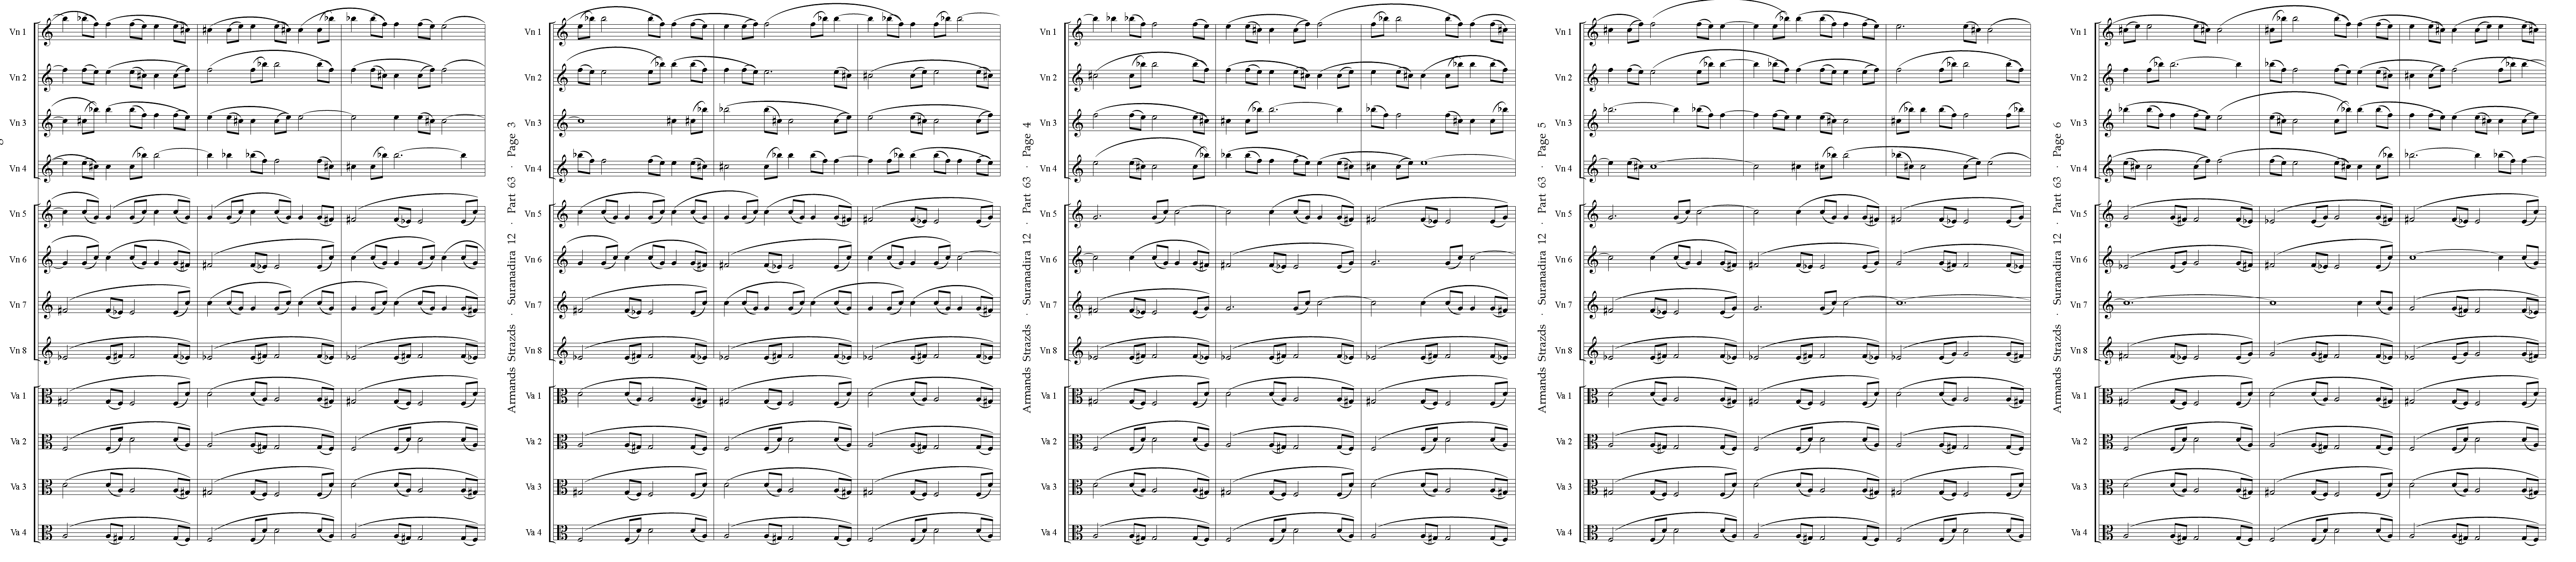 Vn 1
Vn 2
Vn 3
Vn 4
Vn 5
Vn 6
Vn 7
Vn 8
Va 1
Va 2
Va 3
Va 4
Armands Strazds · Suranadira 12 · Part 63 · Page 3
Vn 1
Vn 2
Vn 3
Vn 4
Vn 5
Vn 6
Vn 7
Vn 8
Va 1
Va 2
Va 3
Va 4
Armands Strazds · Suranadira 12 · Part 63 · Page 4
Vn 1
Vn 2
Vn 3
Vn 4
Vn 5
Vn 6
Vn 7
Vn 8
Va 1
Va 2
Va 3
Va 4
Armands Strazds · Suranadira 12 · Part 63 · Page 5
Vn 1
Vn 2
Vn 3
Vn 4
Vn 5
Vn 6
Vn 7
Vn 8
Va 1
Va 2
Va 3
Va 4
Armands Strazds · Suranadira 12 · Part 63 · Page 6
Vn 1
Vn 2
Vn 3
Vn 4
Vn 5
Vn 6
Vn 7
Vn 8
Va 1
Va 2
Va 3
Va 4